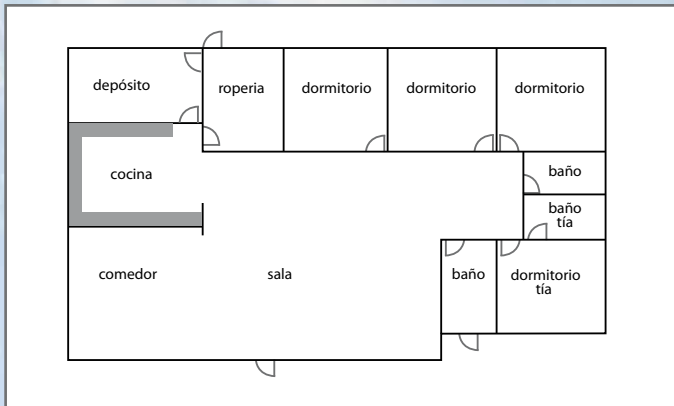 depósito
roperia
dormitorio
dormitorio
dormitorio
cocina
baño
baño
tía
comedor
sala
baño
dormitorio
tía